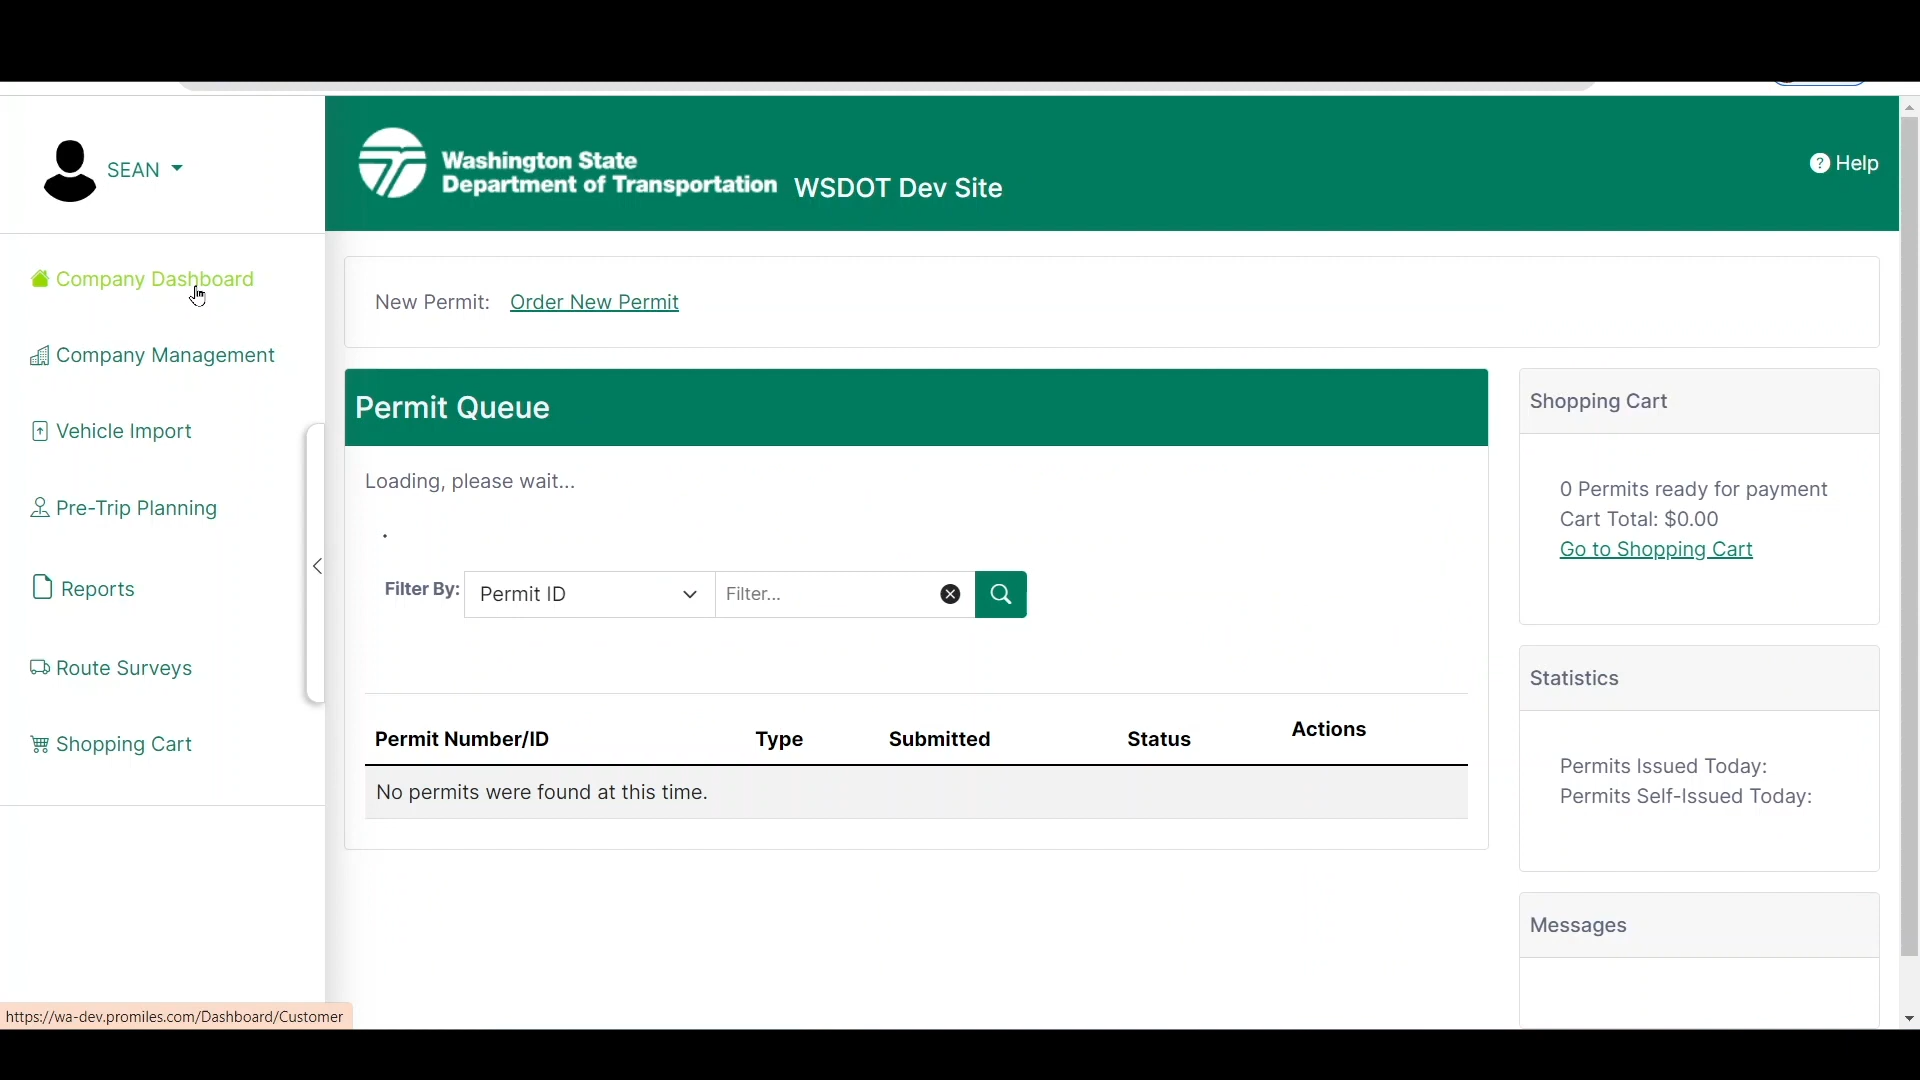 SEAN
Washington State
Department of Transportation
WSDOT Dev Site
? Help
Company Dashboard
Company Management
Vehicle Import
Pre-Trip Planning
Reports
Route Surveys
Shopping Cart
New Permit: Order New Permit
Permit Queue
Loading, please wait...
.
Filter By: Permit ID Filter...
Permit Number/ID Type Submitted Status Actions
No permits were found at this time.
Shopping Cart
0 Permits ready for payment
Cart Total: $0.00
Go to Shopping Cart
Statistics
Permits Issued Today:
Permits Self-Issued Today:
Messages
https://wa-dev.promiles.com/Dashboard/Customer